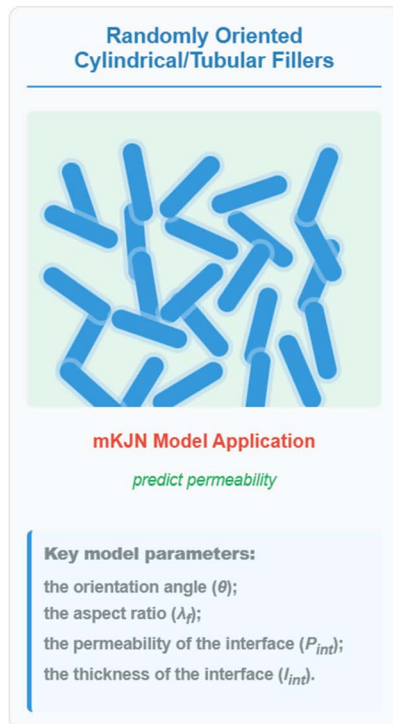 Randomly Oriented
Cylindrical/Tubular Fillers
mKJN Model Application
predict permeability
Key model parameters:
the orientation angle (θ);
the aspect ratio (λf);
the permeability of the interface (Pint);
the thickness of the interface (lint).